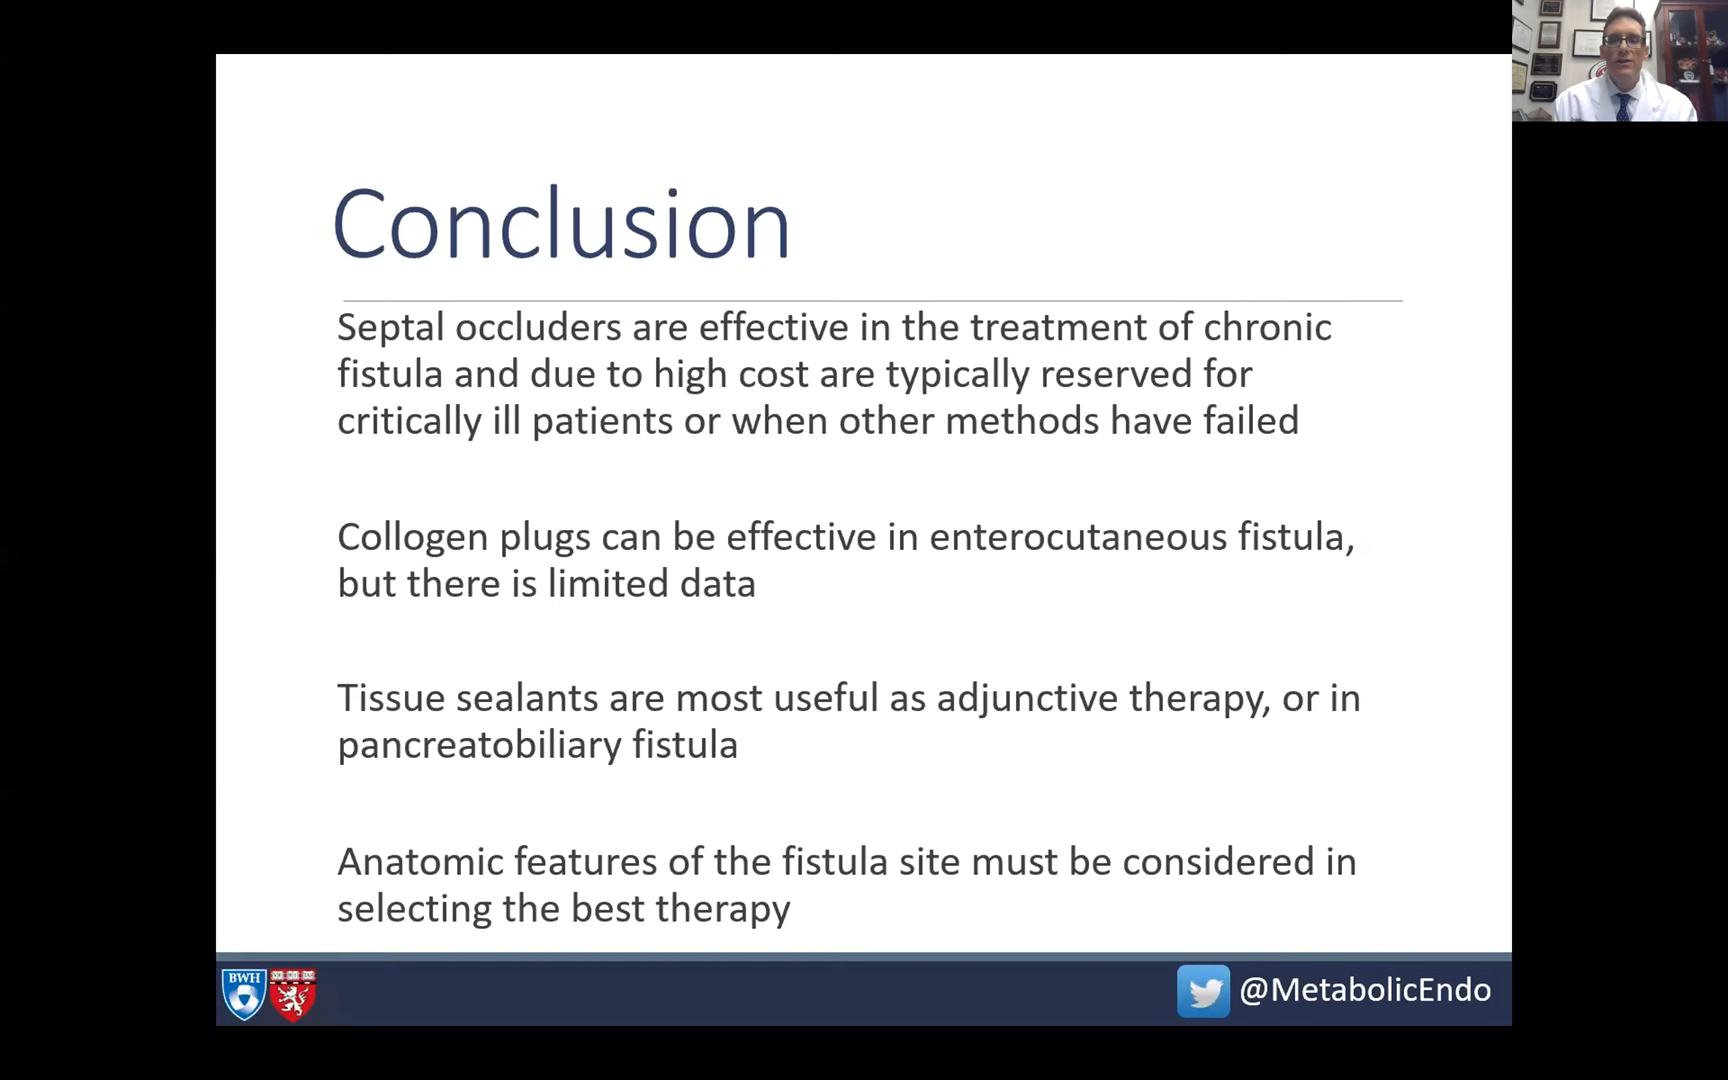 Conclusion
Septal occluders are effective in the treatment of chronic
fistula and due to high cost are typically reserved for
critically ill patients or when other methods have failed
Collogen plugs can be effective in enterocutaneous fistula,
but there is limited data
Tissue sealants are most useful as adjunctive therapy, or in
pancreatobiliary fistula
Anatomic features of the fistula site must be considered in
selecting the best therapy
BWH
@MetabolicEndo